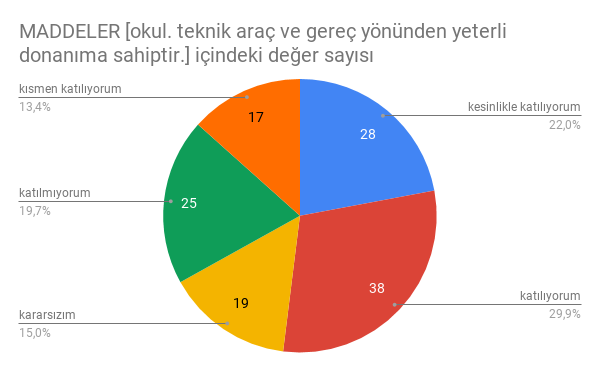 MADDELER [okul. teknik araç ve gereç yönünden yeterli
donanıma sahiptir.] içindeki değer sayısı
kısmen katılıyorum
13,4%
17
kesinlikle katılıyorum
22,0%
28
katılmıyorum
19,7%
25
katılıyorum
29,9%
38
kararsızım
15,0%
19